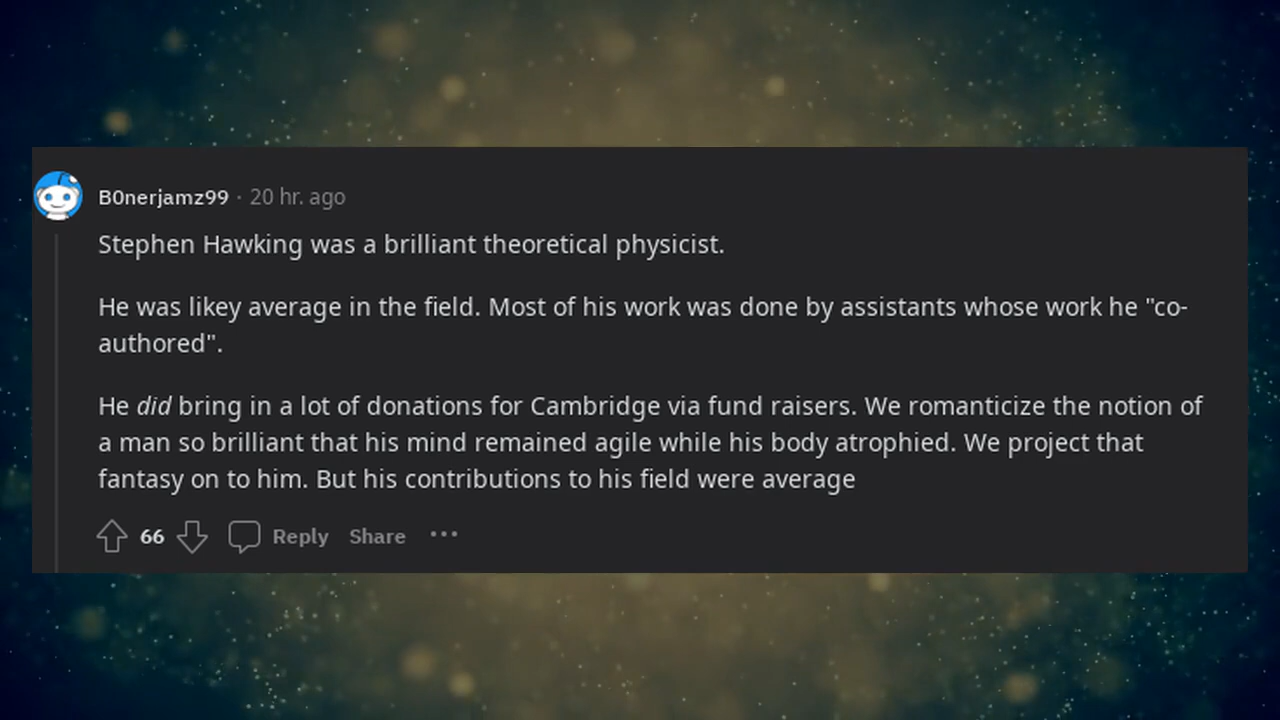 B0nerjamz99 · 20 hr. ago
Stephen Hawking was a brilliant theoretical physicist.
He was likey average in the field. Most of his work was done by assistants whose work he "co-
authored".
He did bring in a lot of donations for Cambridge via fund raisers. We romanticize the notion of
a man so brilliant that his mind remained agile while his body atrophied. We project that
fantasy on to him. But his contributions to his field were average
66 Reply Share ···